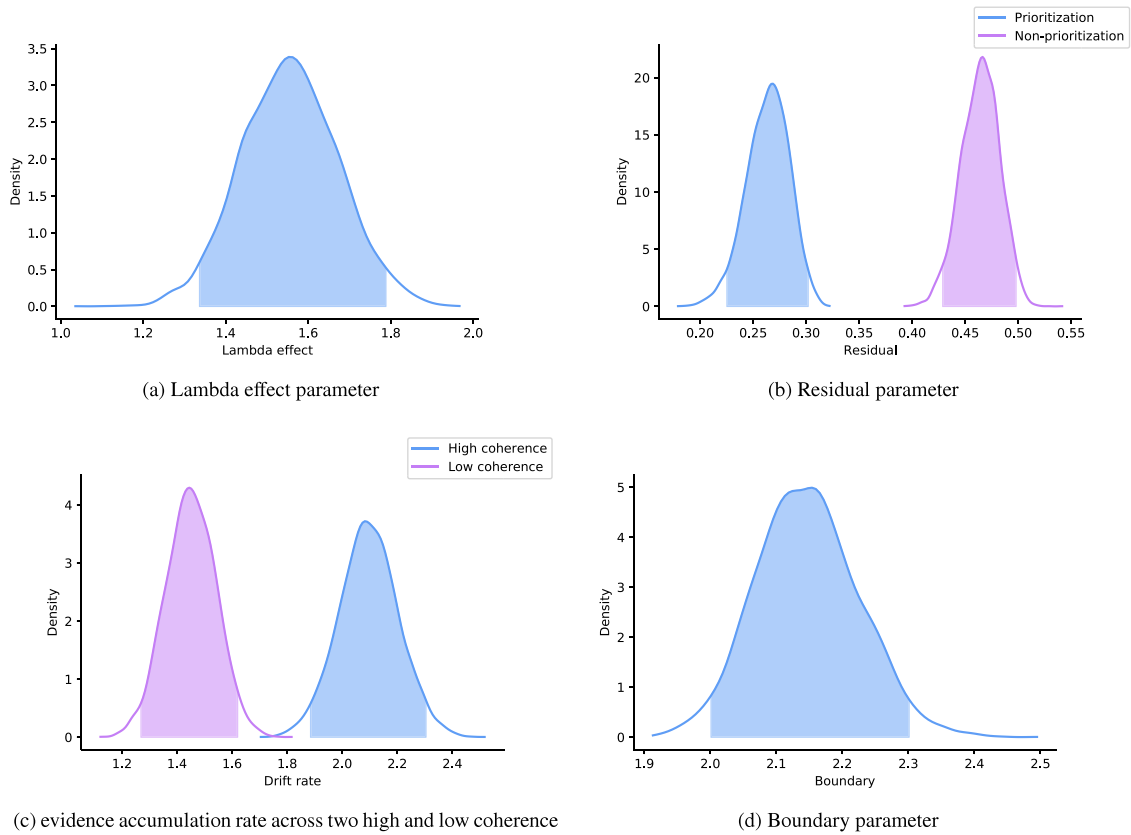 Prioritization
Non-prioritization
3.5
3.0
2.5
2.0
1.5
1.0
0.5
0.0
Density
1.0 1.2 1.4 1.6 1.8 2.0
Lambda effect
(a) Lambda effect parameter
20
15
10
5
0
Density
0.20 0.25 0.30 0.35 0.40 0.45 0.50 0.55
Residual
(b) Residual parameter
High coherence
Low coherence
4
3
2
1
0
Density
1.2 1.4 1.6 1.8 2.0 2.2 2.4
Drift rate
(c) evidence accumulation rate across two high and low coherence
5
4
3
2
1
0
Density
1.9 2.0 2.1 2.2 2.3 2.4 2.5
Boundary
(d) Boundary parameter